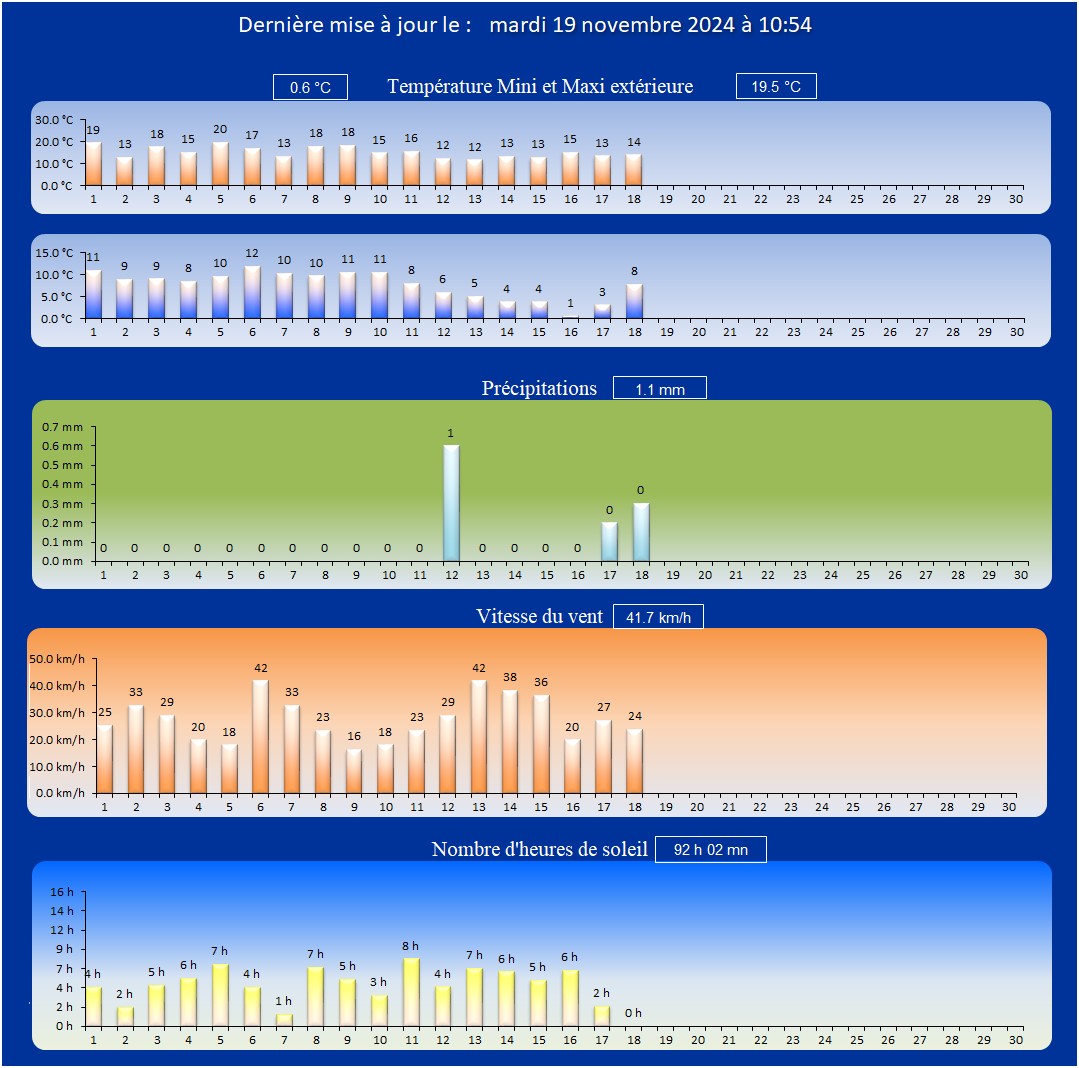 Dernière mise à jour le : mardi 19 novembre 2024 à 10:54
0.6 °C Température Mini et Maxi extérieure 19.5 °C
30.0 °C
20.0 °C
10.0 °C
0.0 °C
19 13 18 15 20 17 13 18 18 15 16 12 12 13 13 15 13 14
1 2 3 4 5 6 7 8 9 10 11 12 13 14 15 16 17 18 19 20 21 22 23 24 25 26 27 28 29 30
15.0 °C
10.0 °C
5.0 °C
0.0 °C
11 9 9 8 10 12 10 10 11 11 8 6 5 4 4 1 3 8
1 2 3 4 5 6 7 8 9 10 11 12 13 14 15 16 17 18 19 20 21 22 23 24 25 26 27 28 29 30
Précipitations 1.1 mm
0.7 mm
0.6 mm
0.5 mm
0.4 mm
0.3 mm
0.2 mm
0.1 mm
0.0 mm
0 0 0 0 0 0 0 0 0 0 0 1 0 0 0 0 0 0
1 2 3 4 5 6 7 8 9 10 11 12 13 14 15 16 17 18 19 20 21 22 23 24 25 26 27 28 29 30
Vitesse du vent 41.7 km/h
50.0 km/h
40.0 km/h
30.0 km/h
20.0 km/h
10.0 km/h
0.0 km/h
25 33 29 20 18 42 33 23 16 18 23 29 42 38 36 20 27 24
1 2 3 4 5 6 7 8 9 10 11 12 13 14 15 16 17 18 19 20 21 22 23 24 25 26 27 28 29 30
Nombre d'heures de soleil 92 h 02 mn
16 h
14 h
12 h
9 h
7 h
4 h
2 h
0 h
4 h 2 h 5 h 6 h 7 h 4 h 1 h 7 h 5 h 3 h 8 h 4 h 7 h 6 h 5 h 6 h 2 h 0 h
1 2 3 4 5 6 7 8 9 10 11 12 13 14 15 16 17 18 19 20 21 22 23 24 25 26 27 28 29 30